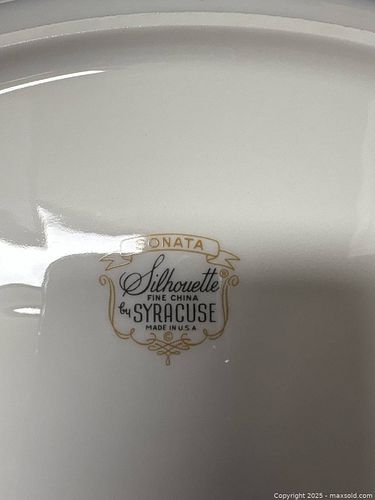 SONATA
Silhouette®
FINE CHINA
by SYRACUSE
MADE IN U.S.A
©
Copyright 2025 - maxsold.com